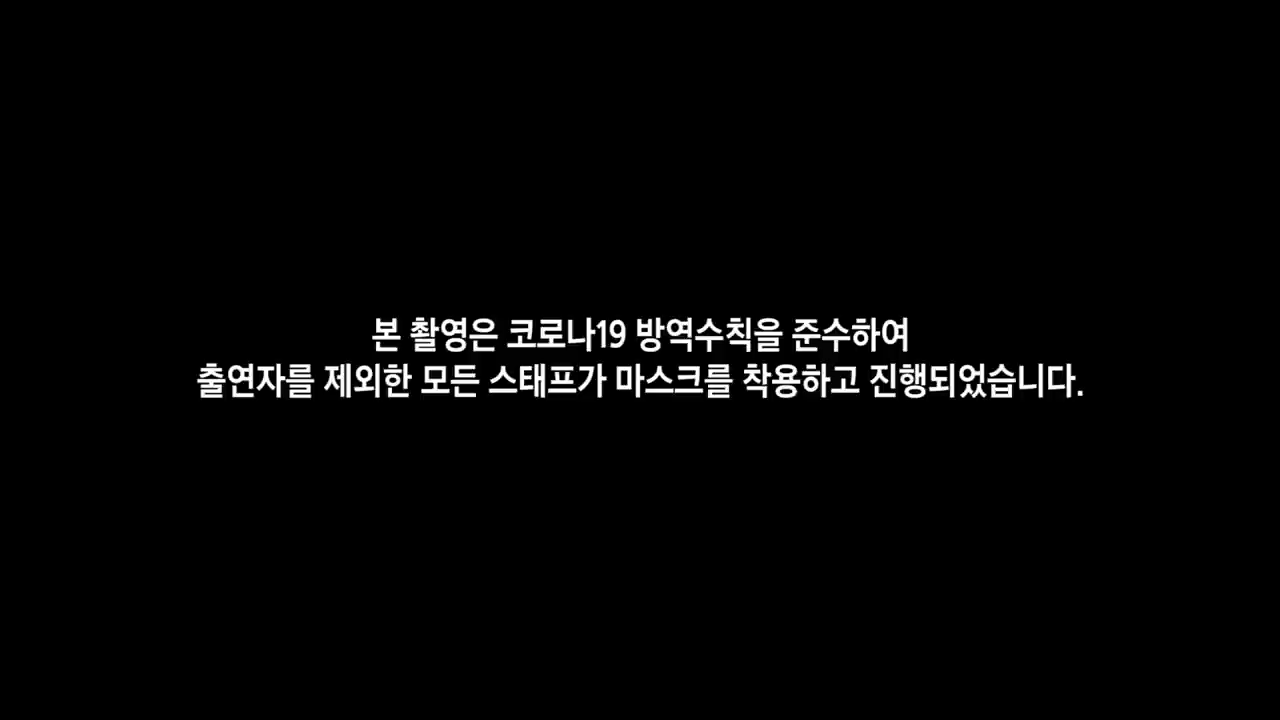 본 촬영은 코로나19 방역수칙을 준수하여
출연자를 제외한 모든 스태프가 마스크를 착용하고 진행되었습니다.